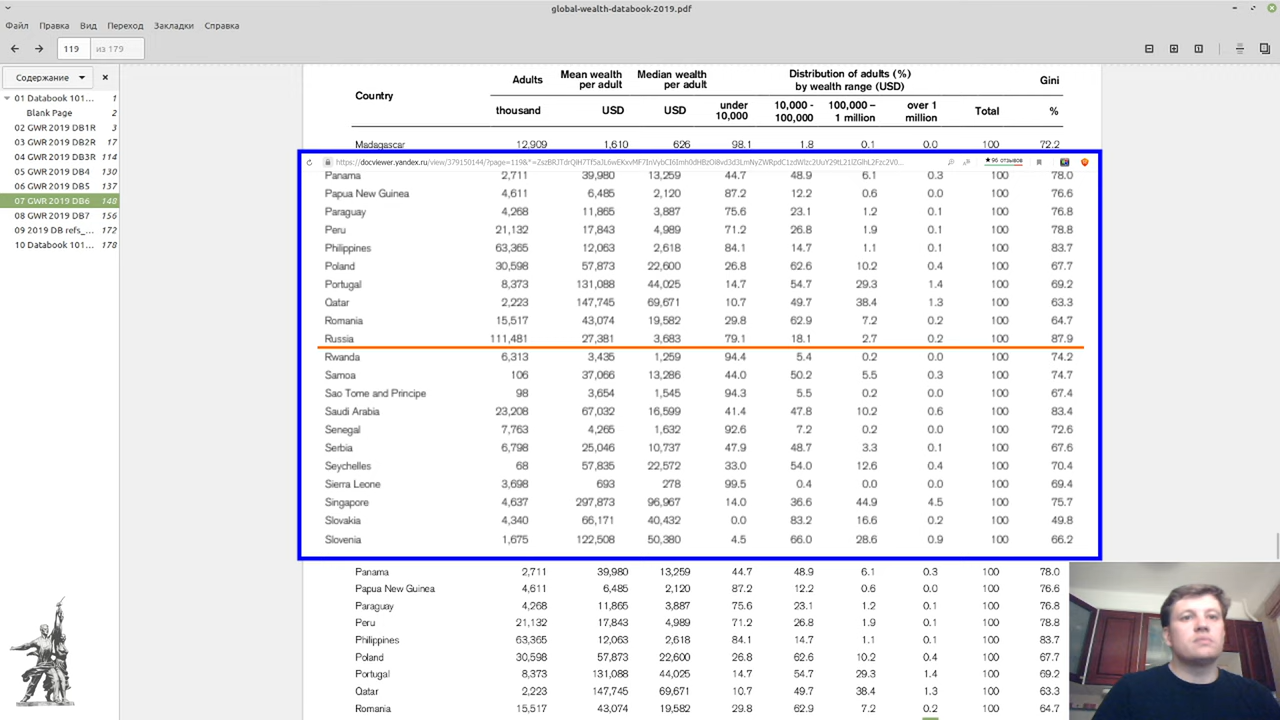 global-wealth-databook-2019.pdf
Файл Правка Вид Переход Закладки Справка
119 из 179
Содержание
01 Databook 101... 1
Blank Page 2
02 GWR 2019 DB1R 3
03 GWR 2019 DB2R 17
04 GWR 2019 DB3R 114
05 GWR 2019 DB4 130
06 GWR 2019 DB5 137
07 GWR 2019 DB6 148
08 GWR 2019 DB7 156
09 2019 DB refs_... 172
10 Databook 101... 178
Country Adults Mean wealth per adult Median wealth per adult Distribution of adults (%) by wealth range (USD) Gini
thousand USD USD under 10,000 10,000 - 100,000 100,000 – 1 million over 1 million Total %
Madagascar 12,909 1,610 626 98.1 1.8 0.1 0.0 100 72.2
★96 отзывов
Panama 2,711 39,980 13,259 44.7 48.9 6.1 0.3 100 78.0
Papua New Guinea 4,611 6,485 2,120 87.2 12.2 0.6 0.0 100 76.6
Paraguay 4,268 11,865 3,887 75.6 23.1 1.2 0.1 100 76.8
Peru 21,132 17,843 4,989 71.2 26.8 1.9 0.1 100 78.8
Philippines 63,365 12,063 2,618 84.1 14.7 1.1 0.1 100 83.7
Poland 30,598 57,873 22,600 26.8 62.6 10.2 0.4 100 67.7
Portugal 8,373 131,088 44,025 14.7 54.7 29.3 1.4 100 69.2
Qatar 2,223 147,745 69,671 10.7 49.7 38.4 1.3 100 63.3
Romania 15,517 43,074 19,582 29.8 62.9 7.2 0.2 100 64.7
Russia 111,481 27,381 3,683 79.1 18.1 2.7 0.2 100 87.9
Rwanda 6,313 3,435 1,259 94.4 5.4 0.2 0.0 100 74.2
Samoa 106 37,066 13,286 44.0 50.2 5.5 0.3 100 74.7
Sao Tome and Principe 98 3,654 1,545 94.3 5.5 0.2 0.0 100 67.4
Saudi Arabia 23,208 67,032 16,599 41.4 47.8 10.2 0.6 100 83.4
Senegal 7,763 4,265 1,632 92.6 7.2 0.2 0.0 100 72.6
Serbia 6,798 25,046 10,737 47.9 48.7 3.3 0.1 100 67.6
Seychelles 68 57,835 22,572 33.0 54.0 12.6 0.4 100 70.4
Sierra Leone 3,698 693 278 99.5 0.4 0.0 0.0 100 69.4
Singapore 4,637 297,873 96,967 14.0 36.6 44.9 4.5 100 75.7
Slovakia 4,340 66,171 40,432 0.0 83.2 16.6 0.2 100 49.8
Slovenia 1,675 122,508 50,380 4.5 66.0 28.6 0.9 100 66.2
Panama 2,711 39,980 13,259 44.7 48.9 6.1 0.3 100 78.0
Papua New Guinea 4,611 6,485 2,120 87.2 12.2 0.6 0.0 100 76.6
Paraguay 4,268 11,865 3,887 75.6 23.1 1.2 0.1 100 76.8
Peru 21,132 17,843 4,989 71.2 26.8 1.9 0.1 100 78.8
Philippines 63,365 12,063 2,618 84.1 14.7 1.1 0.1 100 83.7
Poland 30,598 57,873 22,600 26.8 62.6 10.2 0.4 100 67.7
Portugal 8,373 131,088 44,025 14.7 54.7 29.3 1.4 100 69.2
Qatar 2,223 147,745 69,671 10.7 49.7 38.4 1.3 100 63.3
Romania 15,517 43,074 19,582 29.8 62.9 7.2 0.2 100 64.7